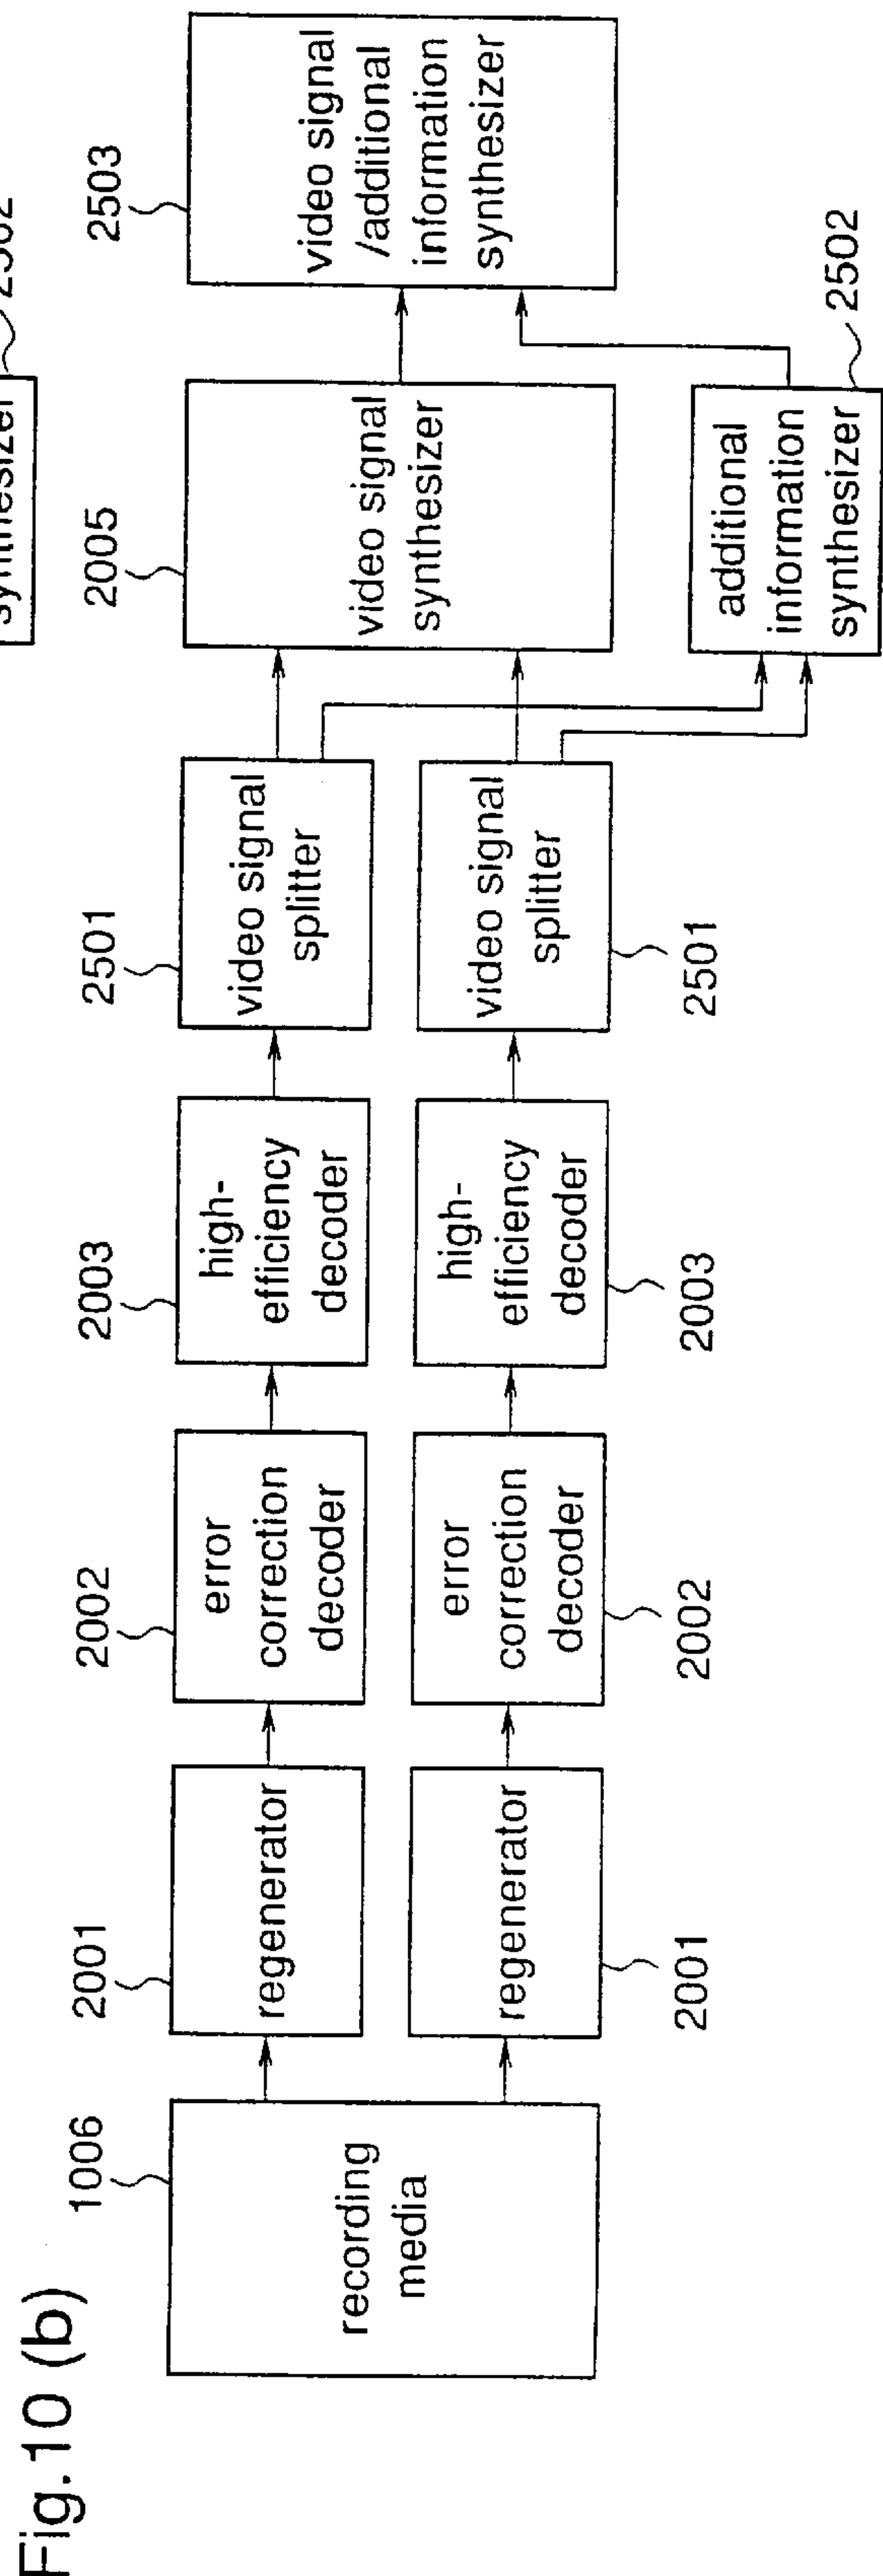 Fig.10 (b)
1006
recording
media
2001
regenerator
regenerator
2001
2002
error
correction
decoder
error
correction
decoder
2002
2003
high-
efficiency
decoder
high-
efficiency
decoder
2003
2501
video signal
splitter
video signal
splitter
2501
2005
video signal
synthesizer
additional
information
synthesizer
2502
2503
video signal
/additional
information
synthesizer
synthesizer
2502